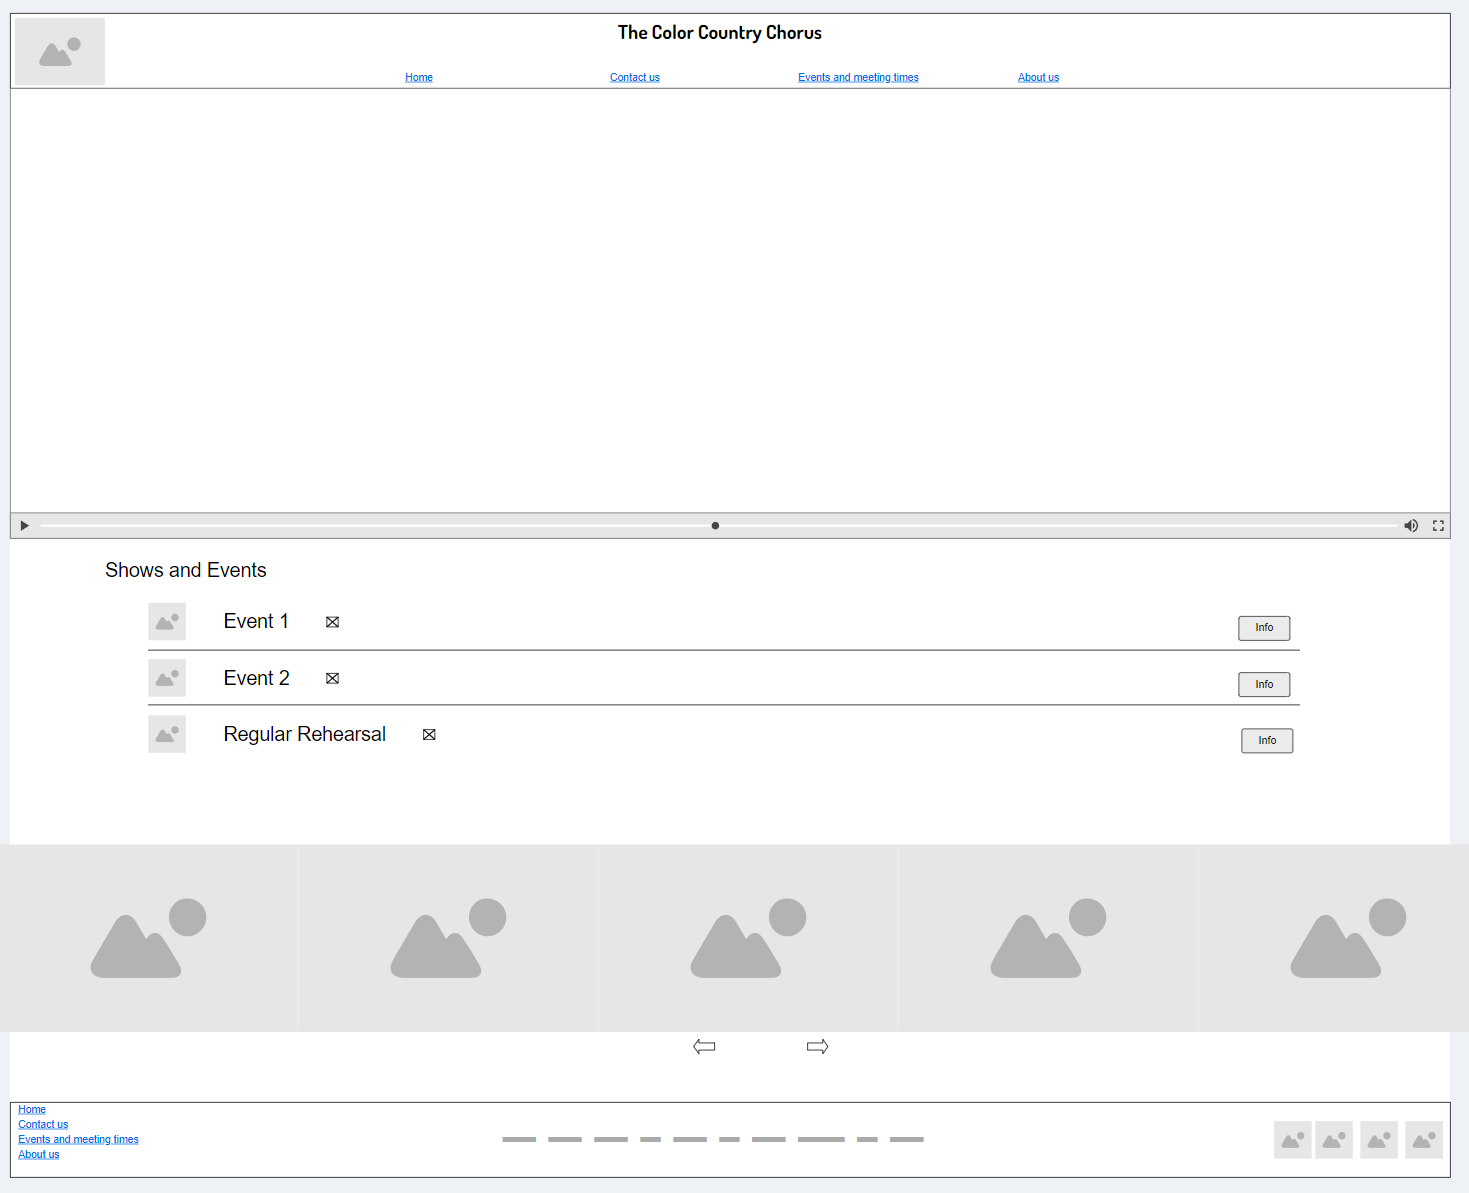 The Color Country Chorus
Home Contact us Events and meeting times About us
Shows and Events
Event 1 Info
Event 2 Info
Regular Rehearsal Info
Home
Contact us
Events and meeting times
About us